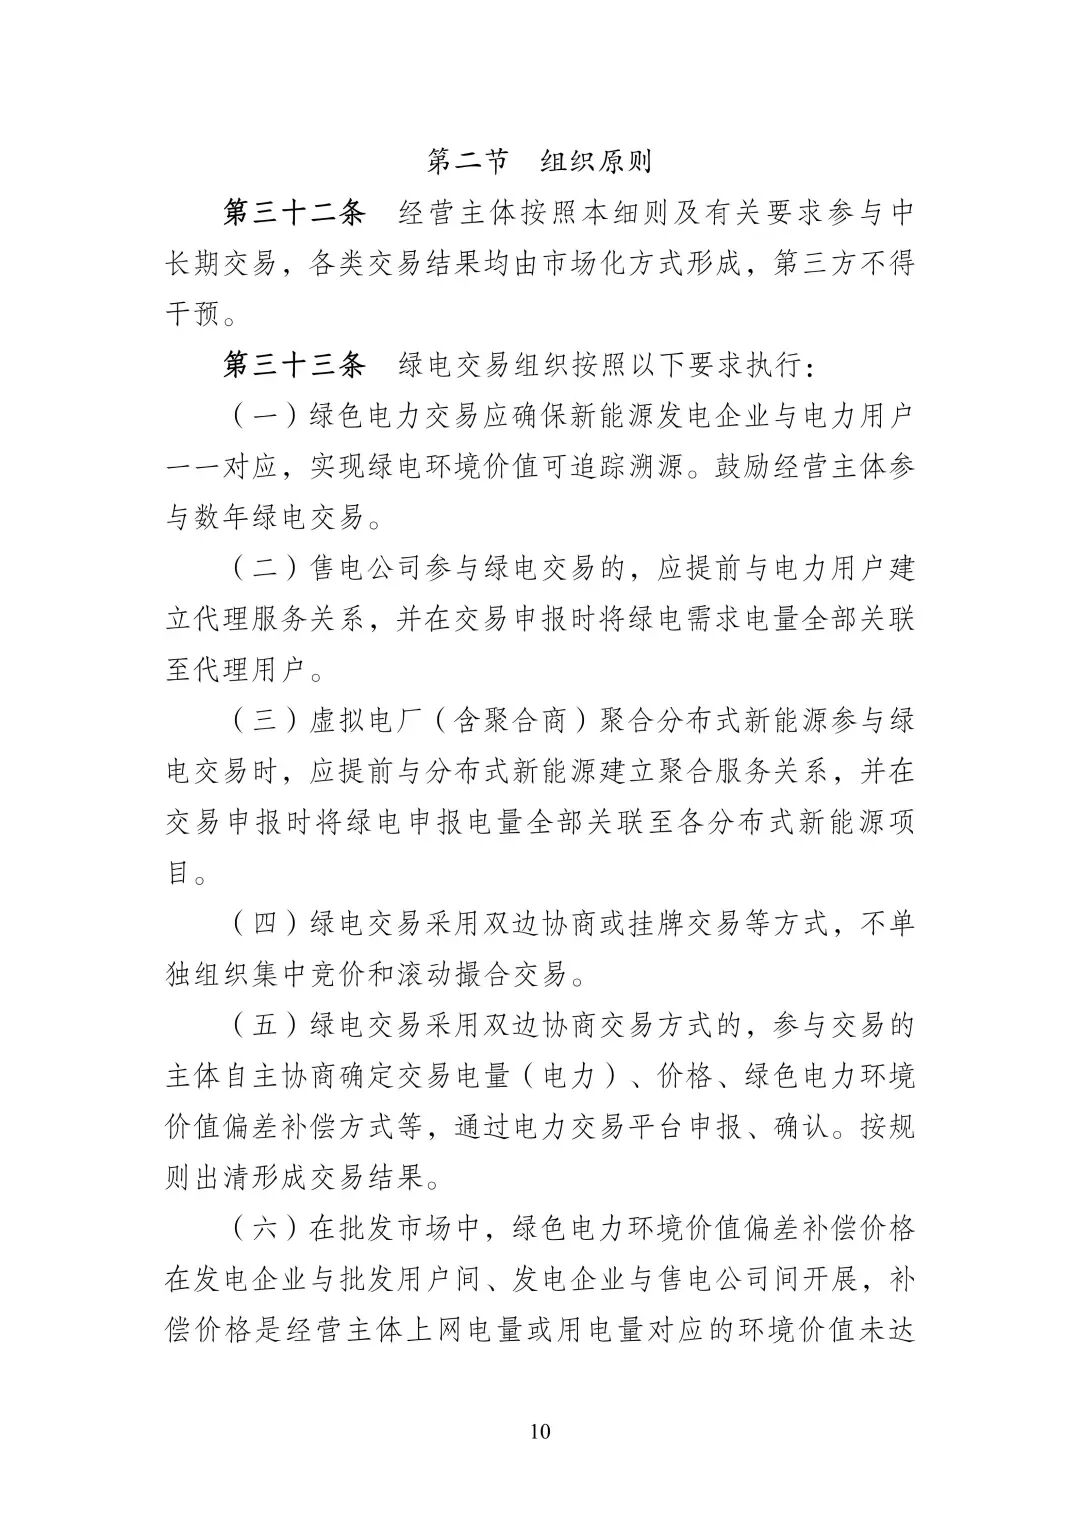 第二节　组织原则
第三十二条　经营主体按照本细则及有关要求参与中
长期交易，各类交易结果均由市场化方式形成，第三方不得
干预。
第三十三条　绿电交易组织按照以下要求执行：
（一）绿色电力交易应确保新能源发电企业与电力用户
一一对应，实现绿电环境价值可追踪溯源。鼓励经营主体参
与数年绿电交易。
（二）售电公司参与绿电交易的，应提前与电力用户建
立代理服务关系，并在交易申报时将绿电需求电量全部关联
至代理用户。
（三）虚拟电厂（含聚合商）聚合分布式新能源参与绿
电交易时，应提前与分布式新能源建立聚合服务关系，并在
交易申报时将绿电申报电量全部关联至各分布式新能源项
目。
（四）绿电交易采用双边协商或挂牌交易等方式，不单
独组织集中竞价和滚动撮合交易。
（五）绿电交易采用双边协商交易方式的，参与交易的
主体自主协商确定交易电量（电力）、价格、绿色电力环境
价值偏差补偿方式等，通过电力交易平台申报、确认。按规
则出清形成交易结果。
（六）在批发市场中，绿色电力环境价值偏差补偿价格
在发电企业与批发用户间、发电企业与售电公司间开展，补
偿价格是经营主体上网电量或用电量对应的环境价值未达
10